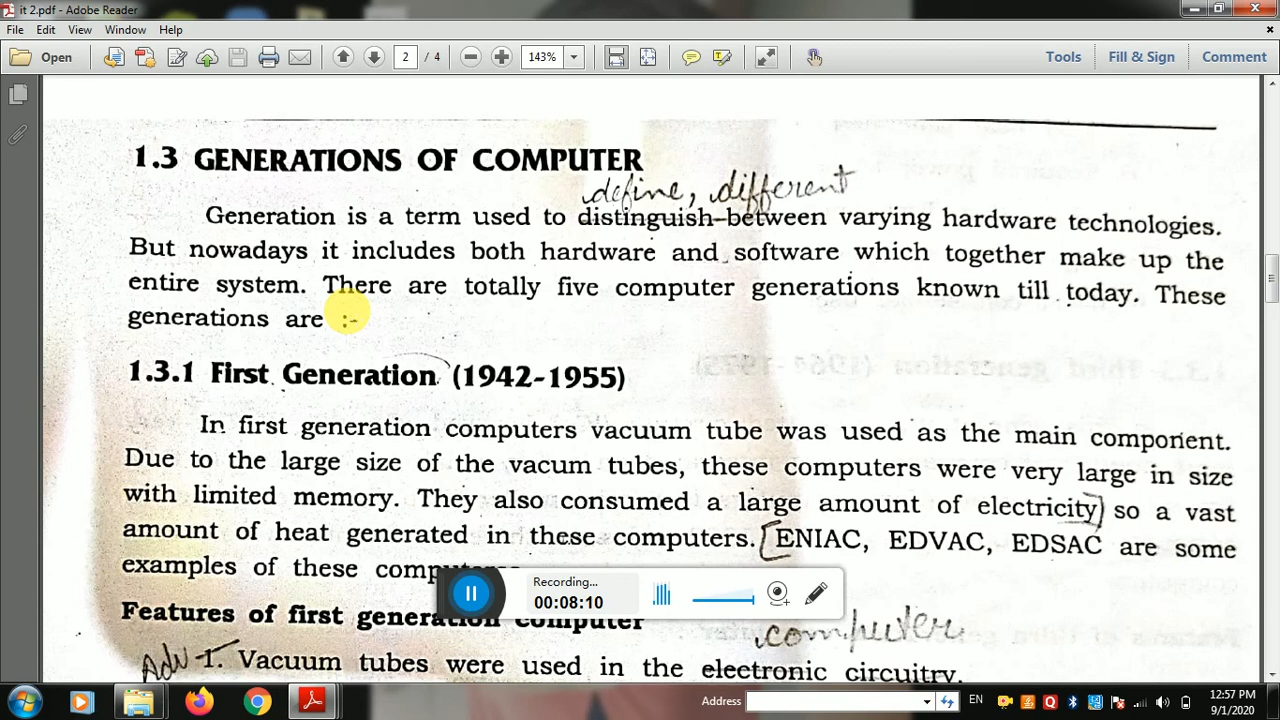 it 2.pdf - Adobe Reader
File Edit View Window Help
Open 2 / 4 143% Tools Fill & Sign Comment
1.3 GENERATIONS OF COMPUTER
define, different
Generation is a term used to distinguish between varying hardware technologies.
But nowadays it includes both hardware and software which together make up the
entire system. There are totally five computer generations known till today. These
generations are :-
1.3.1 First Generation (1942-1955)
In first generation computers vacuum tube was used as the main component.
Due to the large size of the vacum tubes, these computers were very large in size
with limited memory. They also consumed a large amount of electricity) so a vast
amount of heat generated in these computers. [ENIAC, EDVAC, EDSAC are some
examples of these
Recording...
00:08:10
Features of first generation computer
computer
Adv 1. Vacuum tubes were used in the electronic circuitry.
Address EN 12:57 PM
9/1/2020